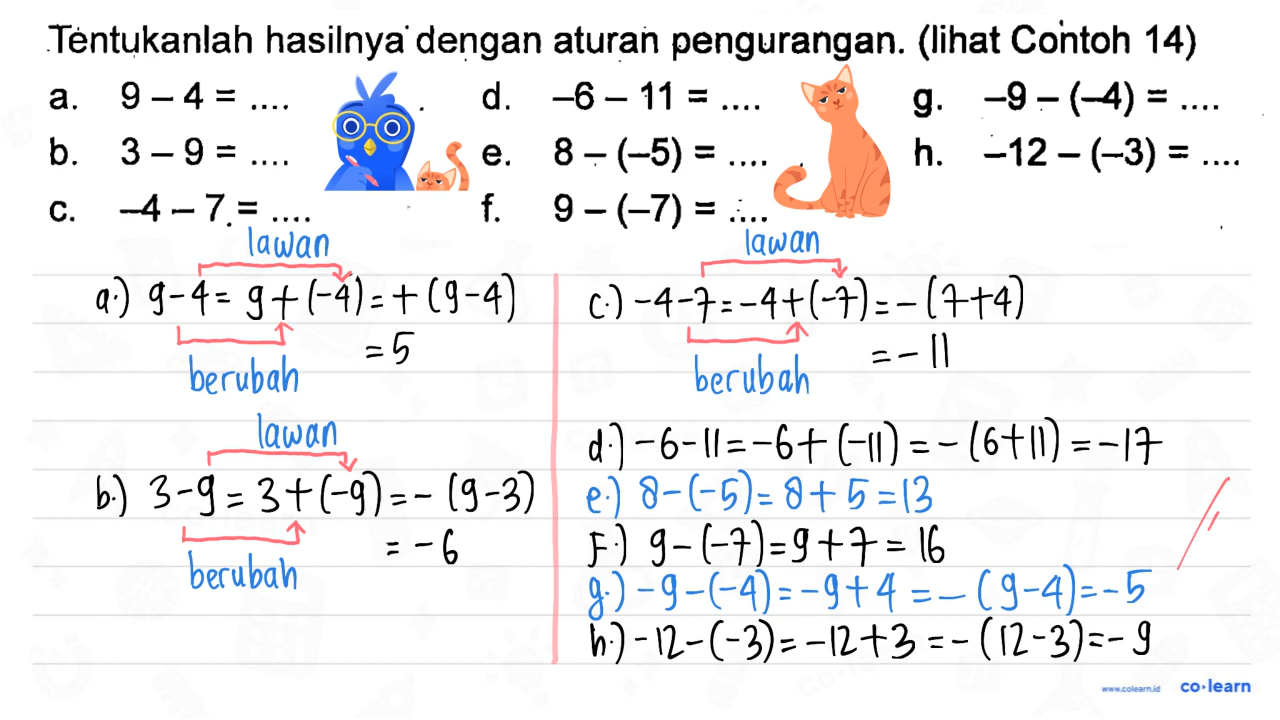 Tentukanlah hasilnya dengan aturan pengurangan. (lihat Contoh 14)
a. 9 – 4 = ....
b. 3 – 9 = ....
c. –4 – 7 = ....
d. –6 – 11 = ....
e. 8 – (–5) = ....
f. 9 – (–7) = ....
g. –9 – (–4) = ....
h. –12 – (–3) = ....
lawan
a.) 9-4 = 9+(-4) = +(9-4)
= 5
berubah
lawan
b.) 3-9 = 3+(-9) = -(9-3)
= -6
berubah
lawan
c.) -4-7 = -4+(-7) = -(7+4)
= -11
berubah
d.) -6-11 = -6+(-11) = -(6+11) = -17
e.) 8-(-5) = 8+5 = 13
F.) 9-(-7) = 9+7 = 16
g.) -9-(-4) = -9+4 = -(9-4) = -5
h.) -12-(-3) = -12+3 = -(12-3) = -9
www.colearn.id co·learn